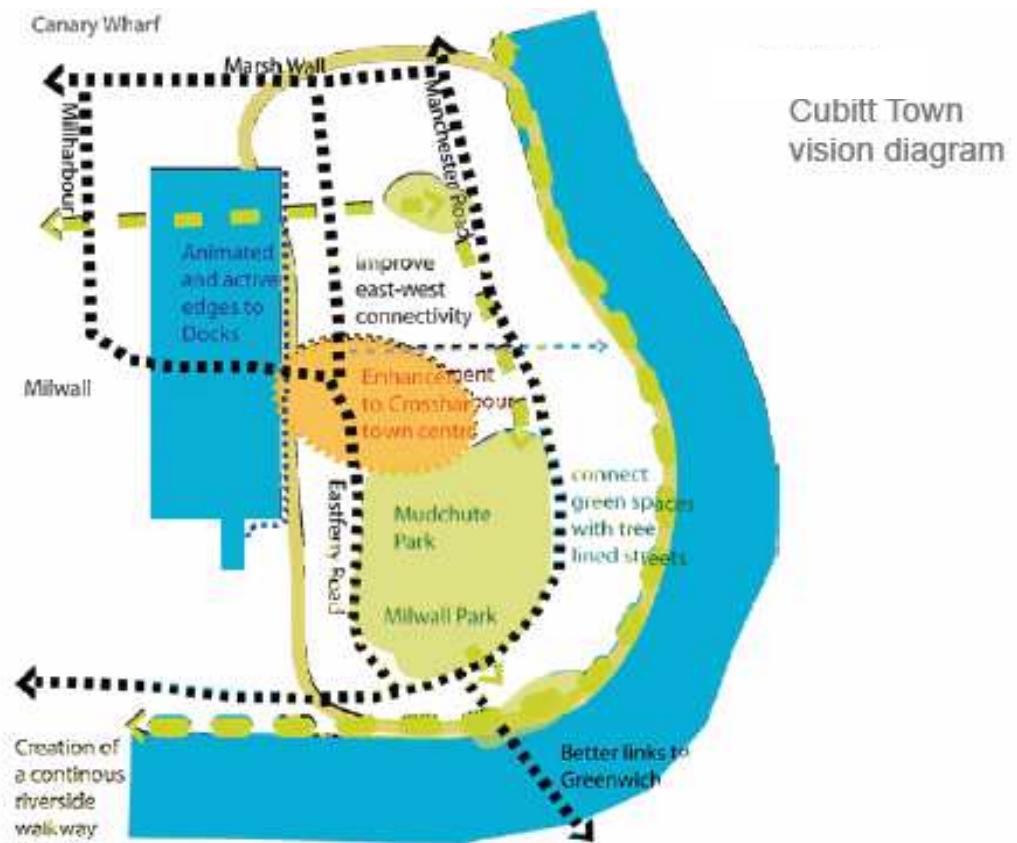 Canary Wharf
Marsh Wall
Cubitt Town
vision diagram
Millharbour
Manchester Road
Animated
and active
edges to
Docks
improve
east-west
connectivity
Milwall
Enhancement
to Crossharbour
town centre
connect
green spaces
with tree
lined streets
Eastferry Road
Mudchute
Park
Milwall Park
Creation of
a continous
riverside
walkway
Better links to
Greenwich